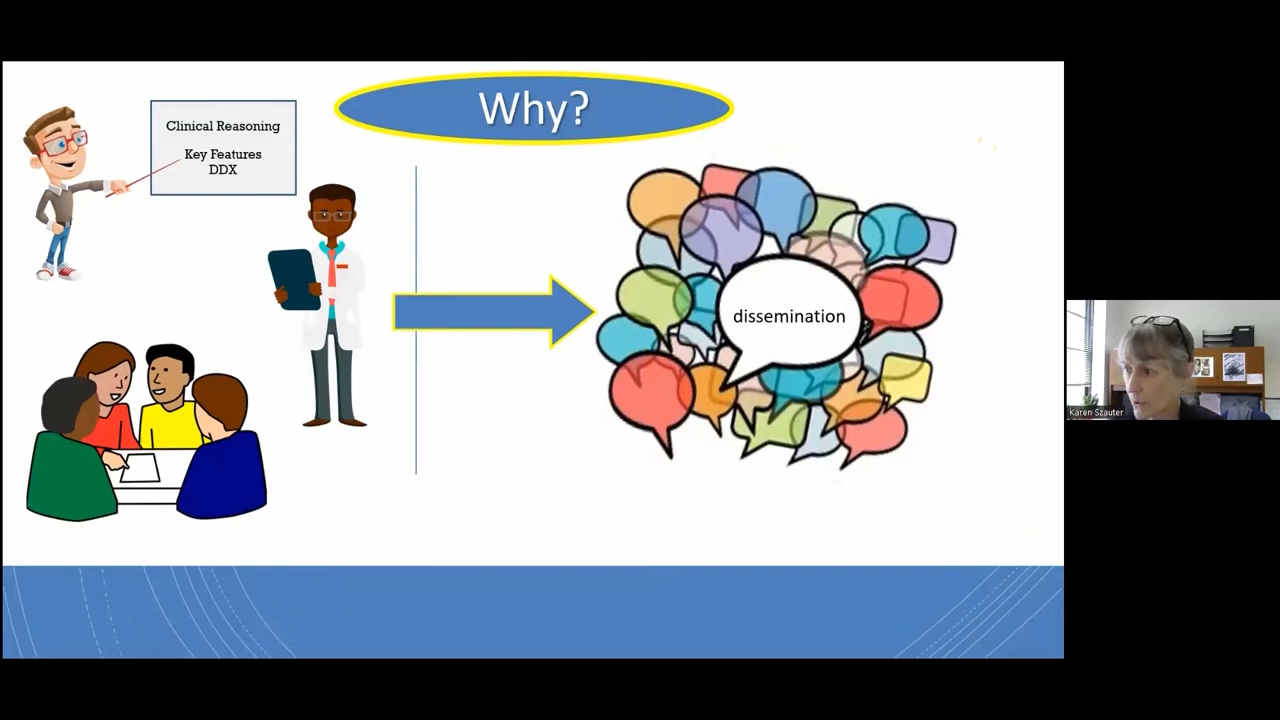 Why?
Clinical Reasoning
Key Features
DDX
dissemination
Karen Szauter